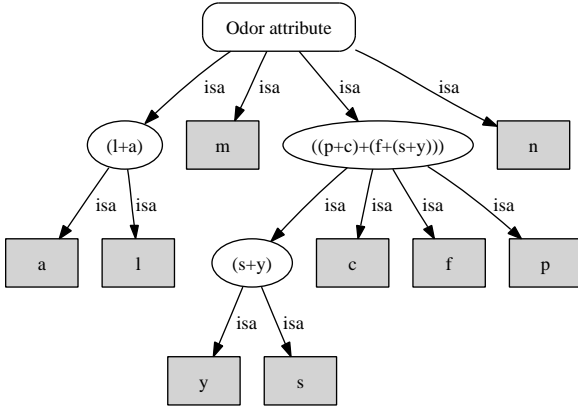 Odor attribute
isa isa isa isa
(l+a) m ((p+c)+(f+(s+y))) n
isa isa isa isa isa isa
a l (s+y) c f p
isa isa
y s